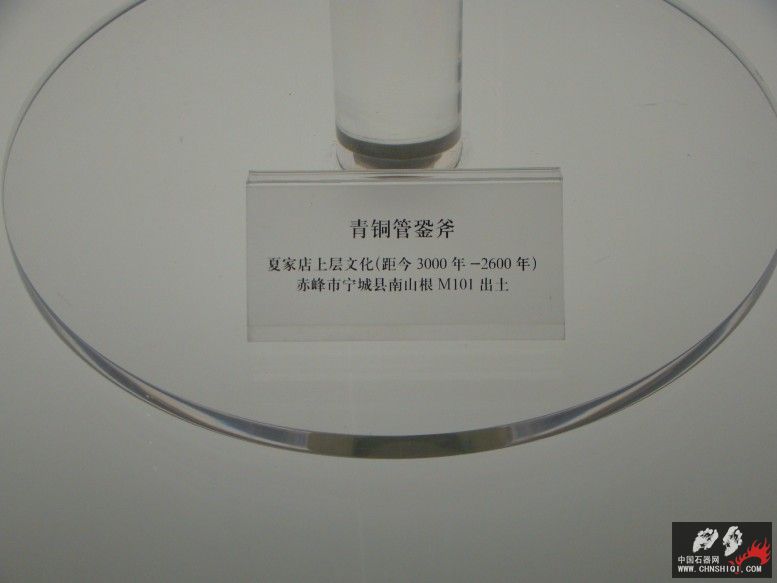 青铜管銎斧
夏家店上层文化(距今 3000 年－2600 年)
赤峰市宁城县南山根 M101 出土
中国石器网
WWW.CHNSHIQI.COM